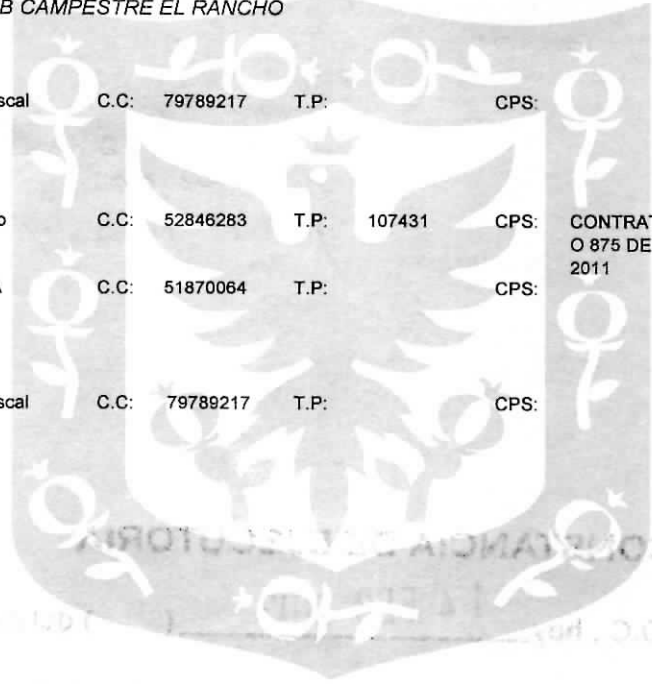 B CAMPESTRE EL RANCHO
scal C.C: 79789217 T.P: CPS:
o C.C: 52846283 T.P: 107431 CPS: CONTRAT
O 875 DE
2011
C.C: 51870064 T.P: CPS:
scal C.C: 79789217 T.P: CPS:
ONSTANCIA DE EJECUTORIA